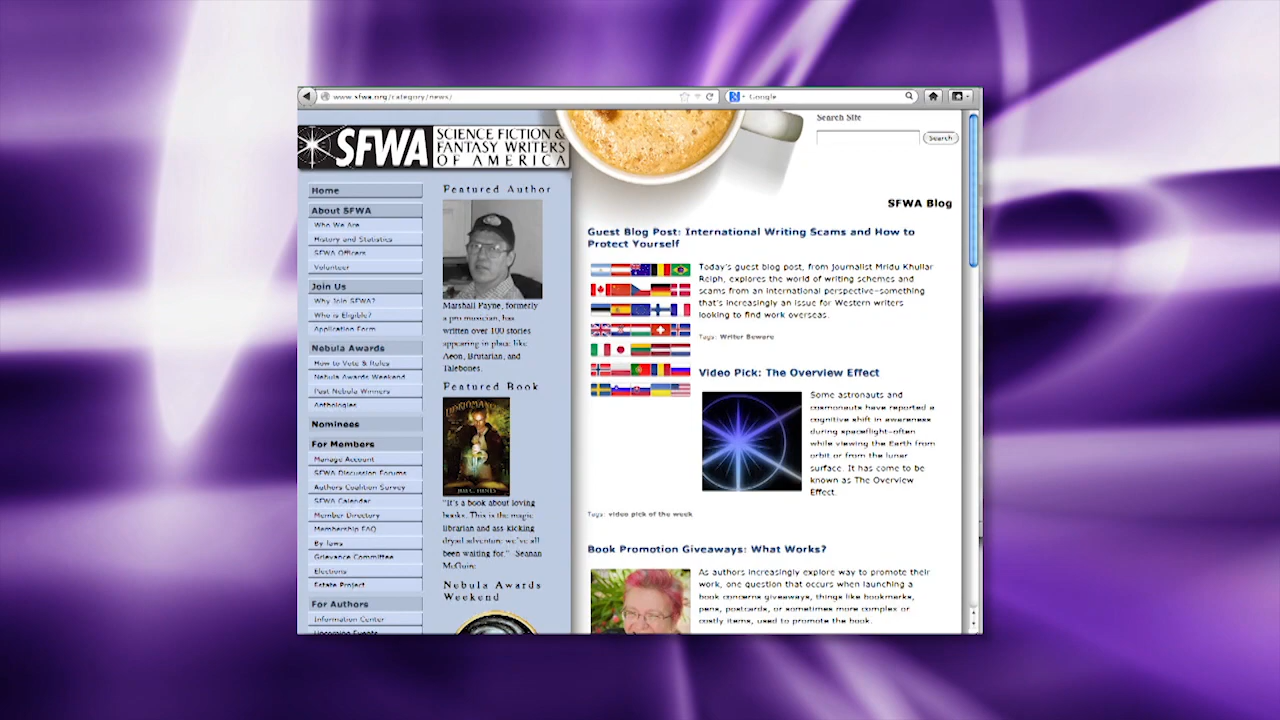 www.sfwa.org/category/news/
Google
SFWA
SCIENCE FICTION &
FANTASY WRITERS
OF AMERICA
Search Site
Search
Home
About SFWA
Who We Are
History and Statistics
SFWA Officers
Volunteer
Join Us
Why Join SFWA?
Who is Eligible?
Application Form
Nebula Awards
How to Vote & Rules
Nebula Awards Weekend
Past Nebula Winners
Anthologies
Nominees
For Members
Manage Account
SFWA Discussion Forums
Authors Coalition Survey
SFWA Calendar
Member Directory
Membership FAQ
By-laws
Grievance Committee
Elections
Estate Project
For Authors
Information Center
Upcoming Events
Featured Author
Marshall Payne, formerly
a pro musician, has
written over 100 stories
appearing in place like
Aeon, Brutarian, and
Talebones.
Featured Book
LIBRIOMANCER
JIM C. HINES
"It's a book about loving
books. This is the magic
librarian and ass-kicking
dryad adventure we've all
been waiting for." Seanan
McGuire
Nebula Awards
Weekend
SFWA Blog
Guest Blog Post: International Writing Scams and How to
Protect Yourself
Today's guest blog post, from journalist Mridu Khullar
Relph, explores the world of writing schemes and
scams from an international perspective–something
that's increasingly an issue for Western writers
looking to find work overseas.
Tags: Writer Beware
Video Pick: The Overview Effect
Some astronauts and
cosmonauts have reported a
cognitive shift in awareness
during spaceflight–often
while viewing the Earth from
orbit or from the lunar
surface. It has come to be
known as The Overview
Effect.
Tags: video pick of the week
Book Promotion Giveaways: What Works?
As authors increasingly explore way to promote their
work, one question that occurs when launching a
book concerns giveaways, things like bookmarks,
pens, postcards, or sometimes more complex or
costly items, used to promote the book.